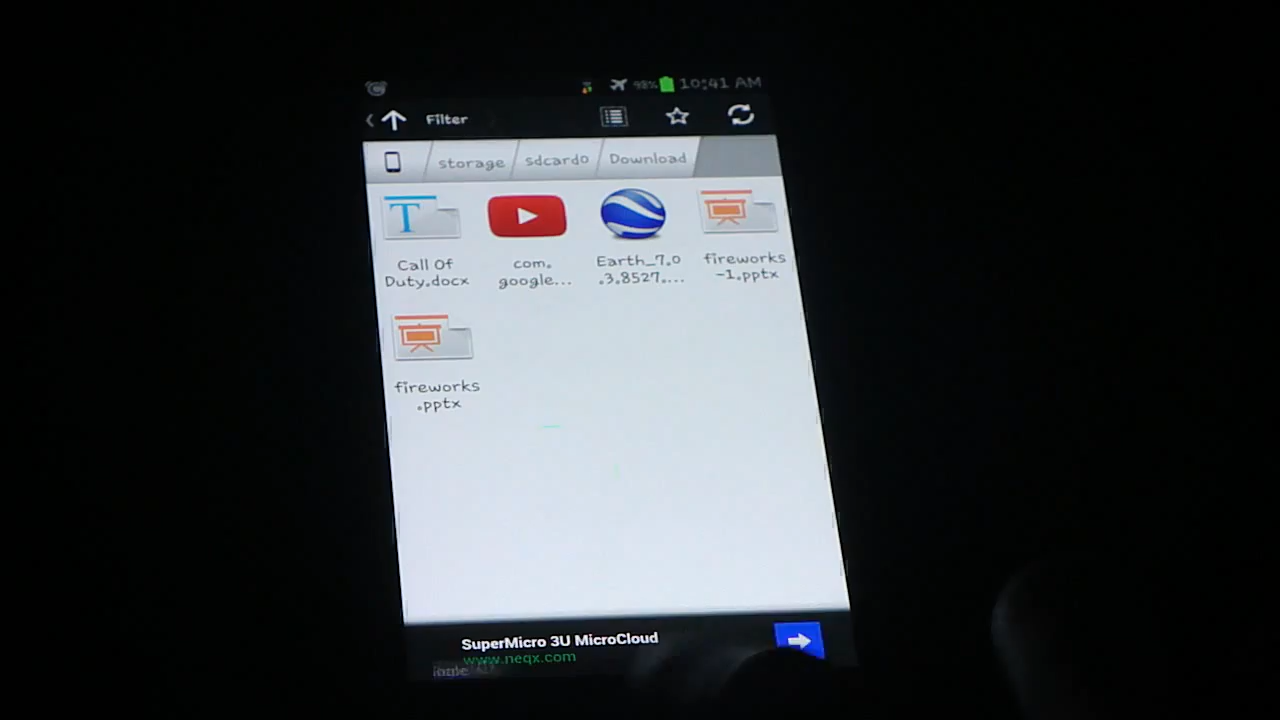 98% 10:41 AM
Filter
storage sdcard0 Download
T
Call Of
Duty.docx
com.
google...
Earth_7.0
.3.8527....
fireworks
-1.pptx
fireworks
.pptx
SuperMicro 3U MicroCloud
www.neqx.com